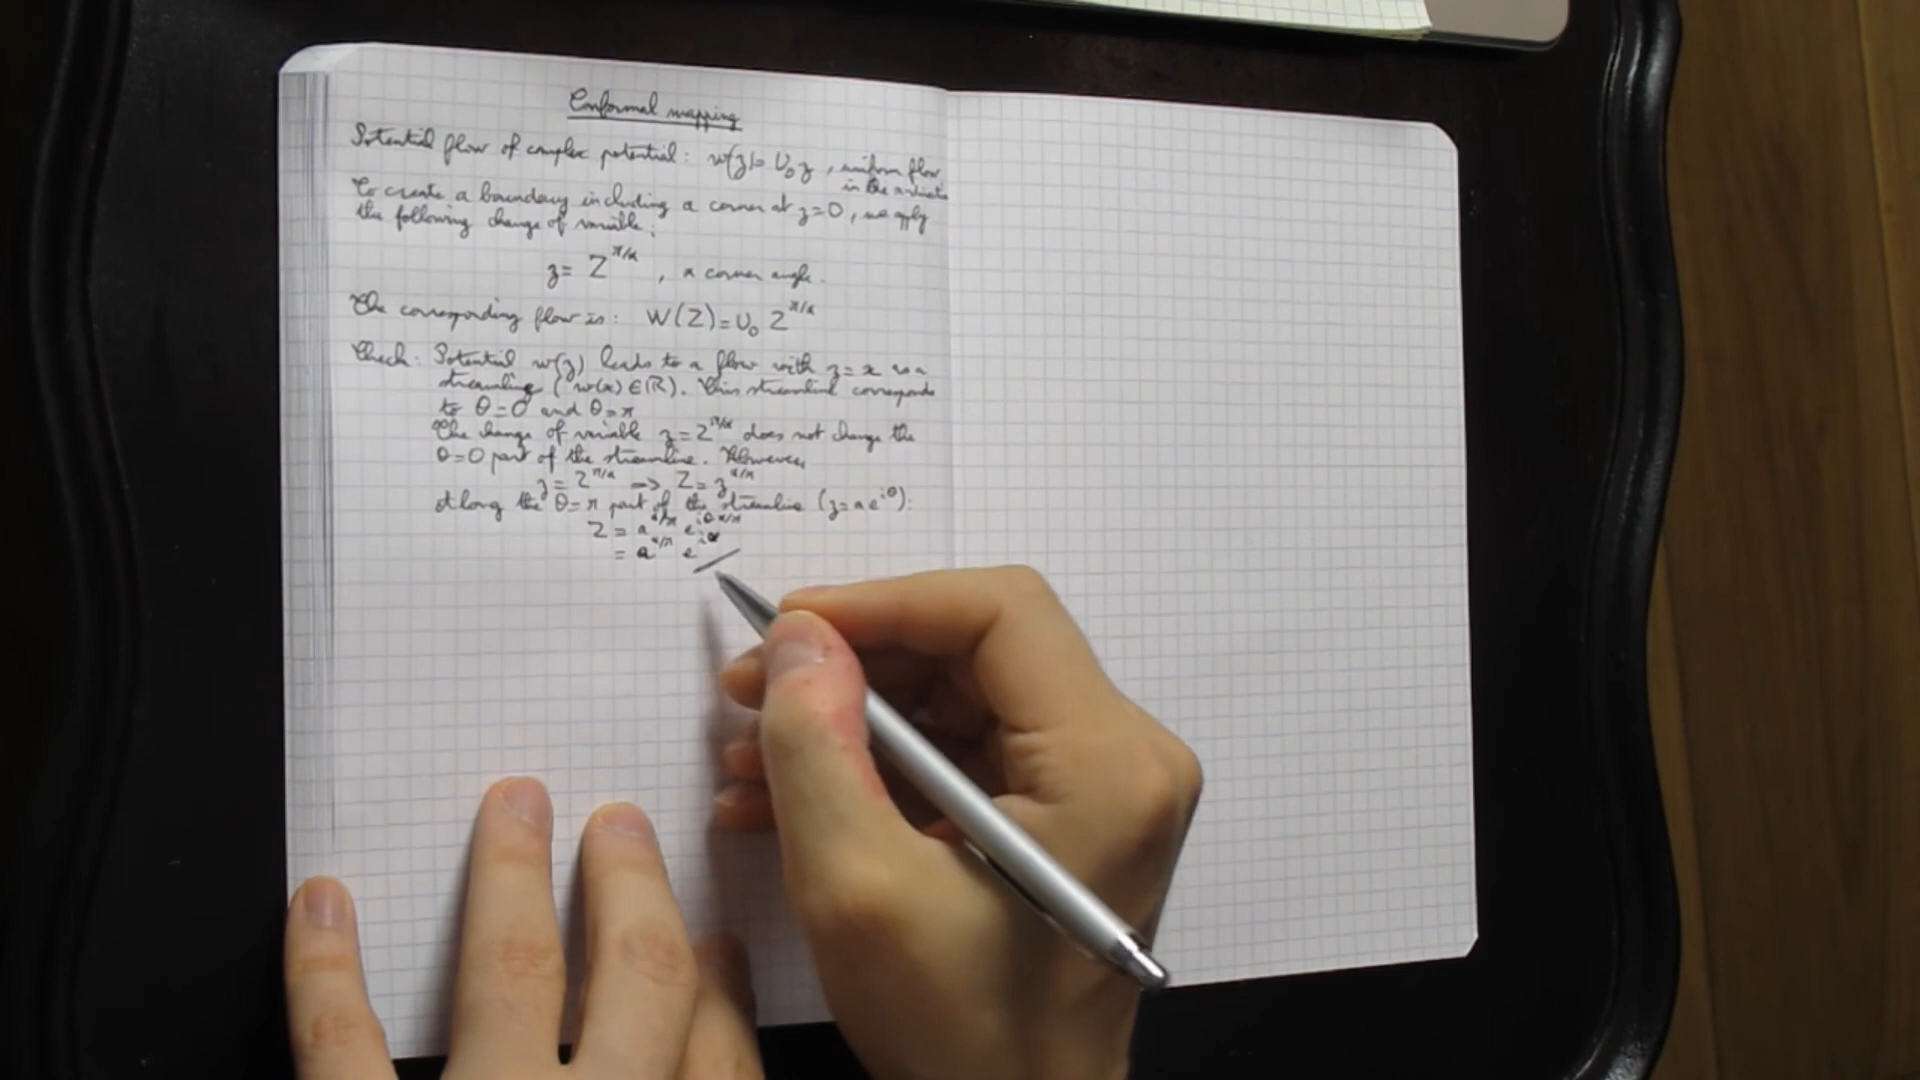 Conformal mapping
Potential flow of complex potential: w(z)= U₀z, uniform flow
in the
To create a boundary including a corner at z=0, we apply
the following change of variable:
z= Z^(π/α), α corner angle.
The corresponding flow is: W(Z)=U₀ Z^(π/α)
Check: Potential w(z) leads to a flow with z=x as a
streamline (w(x)∈ℝ). This streamline corresponds
to θ=0 and θ=π
The change of variable z=Z^(π/α) does not change the
θ=0 part of the streamline. However
z=Z^(π/α) → Z=z^(α/π)
Along the θ=π part of the streamline (z=a e^(iθ)):
Z = a^(α/π) e^(iθ·α/π)
= a^(α/π) e^(iα)